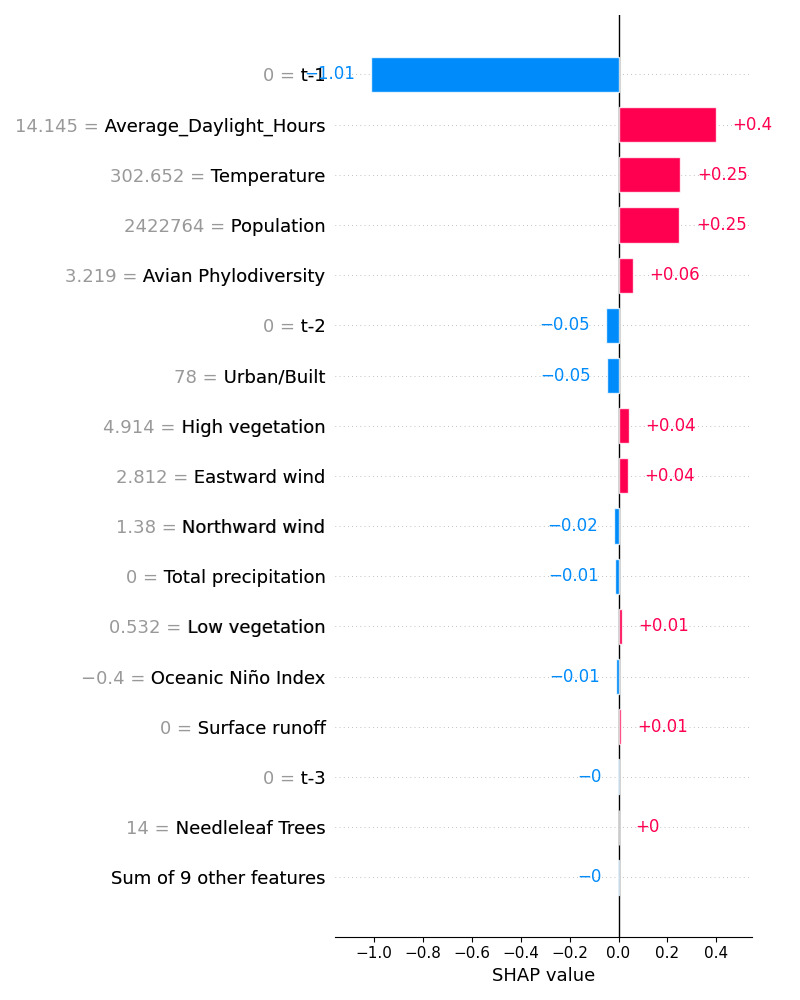 0 = t-1 −1.01
14.145 = Average_Daylight_Hours +0.4
302.652 = Temperature +0.25
2422764 = Population +0.25
3.219 = Avian Phylodiversity +0.06
0 = t-2 −0.05
78 = Urban/Built −0.05
4.914 = High vegetation +0.04
2.812 = Eastward wind +0.04
1.38 = Northward wind −0.02
0 = Total precipitation −0.01
0.532 = Low vegetation +0.01
−0.4 = Oceanic Niño Index −0.01
0 = Surface runoff +0.01
0 = t-3 −0
14 = Needleleaf Trees +0
Sum of 9 other features −0
−1.0 −0.8 −0.6 −0.4 −0.2 0.0 0.2 0.4
SHAP value